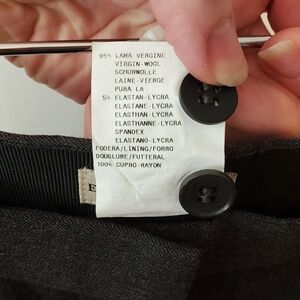 95% LANA VERGINE
VIRGIN-WOOL
SCHURWOLLE
LAINE-VIERGE
PURA LA
5% ELASTAN-LYCRA
ELASTANE-LYCRA
ELASTHAN-LYCRA
ELASTHANNE-LYCRA
SPANDEX
ELASTANO-LYCRA
FODERA/LINING/FORRO
DOUBLURE/FUTTERAL
100% CUPRO-RAYON
E